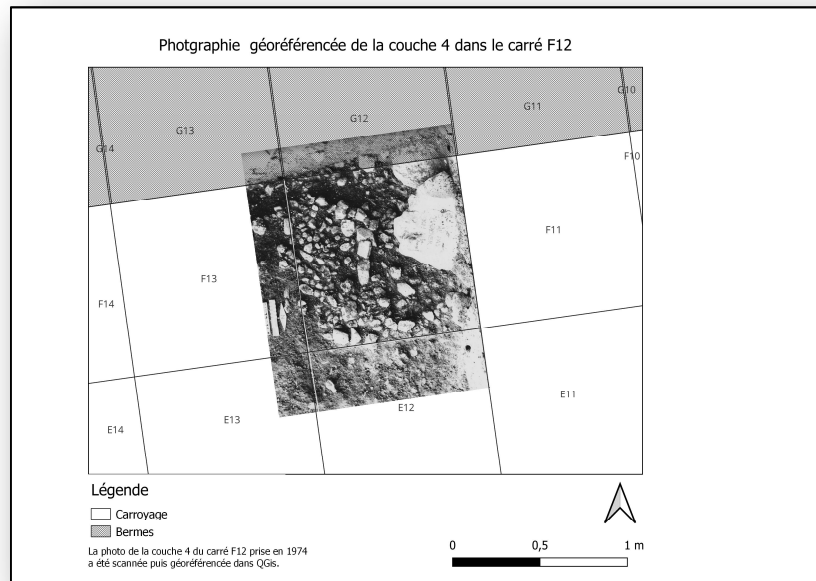 Photgraphie géoréférencée de la couche 4 dans le carré F12
G10
G11
G12
G13
G14
F10
F11
F13
F14
E11
E12
E13
E14
Légende
Carroyage
Bermes
La photo de la couche 4 du carré F12 prise en 1974
a été scannée puis géoréférencée dans QGis.
0 0,5 1 m